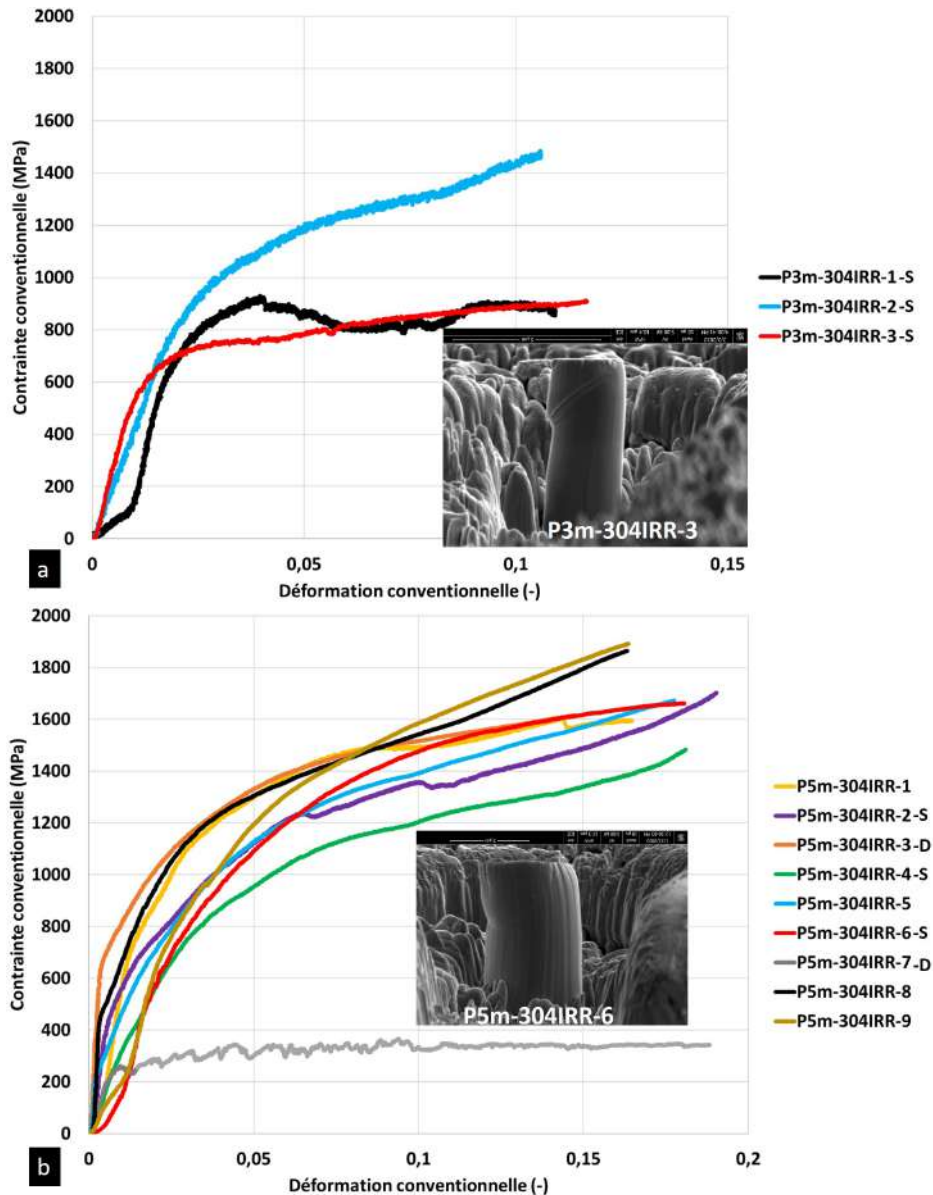 2000
1800
1600
1400
1200
1000
800
600
400
200
0
Contrainte conventionnelle (MPa)
0
0,05
0,1
0,15
Déformation conventionnelle (-)
P3m-304IRR-1-S
P3m-304IRR-2-S
P3m-304IRR-3-S
P3m-304IRR-3
a
2000
1800
1600
1400
1200
1000
800
600
400
200
0
Contrainte conventionnelle (MPa)
0
0,05
0,1
0,15
0,2
Déformation conventionnelle (-)
P5m-304IRR-1
P5m-304IRR-2-S
P5m-304IRR-3-D
P5m-304IRR-4-S
P5m-304IRR-5
P5m-304IRR-6-S
P5m-304IRR-7-D
P5m-304IRR-8
P5m-304IRR-9
P5m-304IRR-6
b